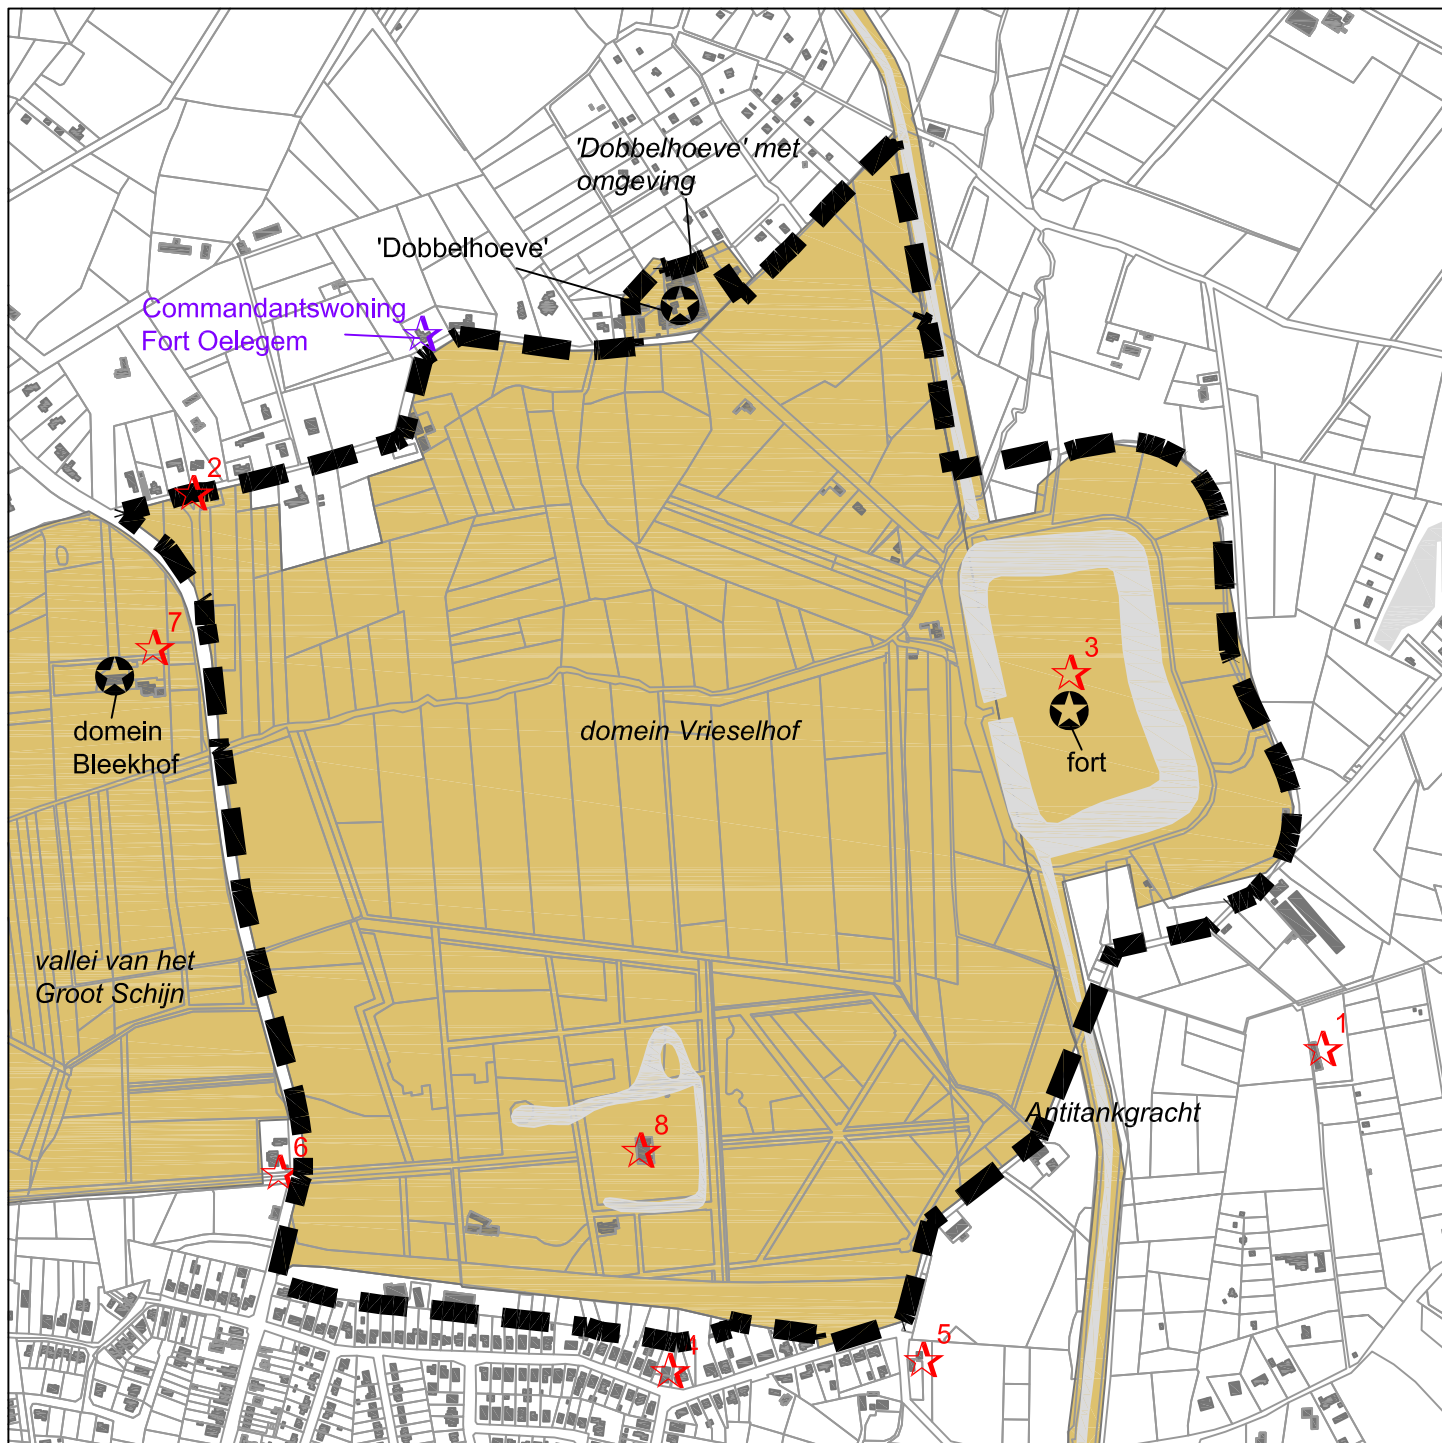 'Dobbelhoeve' met
omgeving
'Dobbelhoeve'
Commandantswoning
Fort Oelegem
2
7
3
domein
Bleekhof
domein Vrieselhof
fort
vallei van het
Groot Schijn
1
Antitankgracht
8
6
4
5